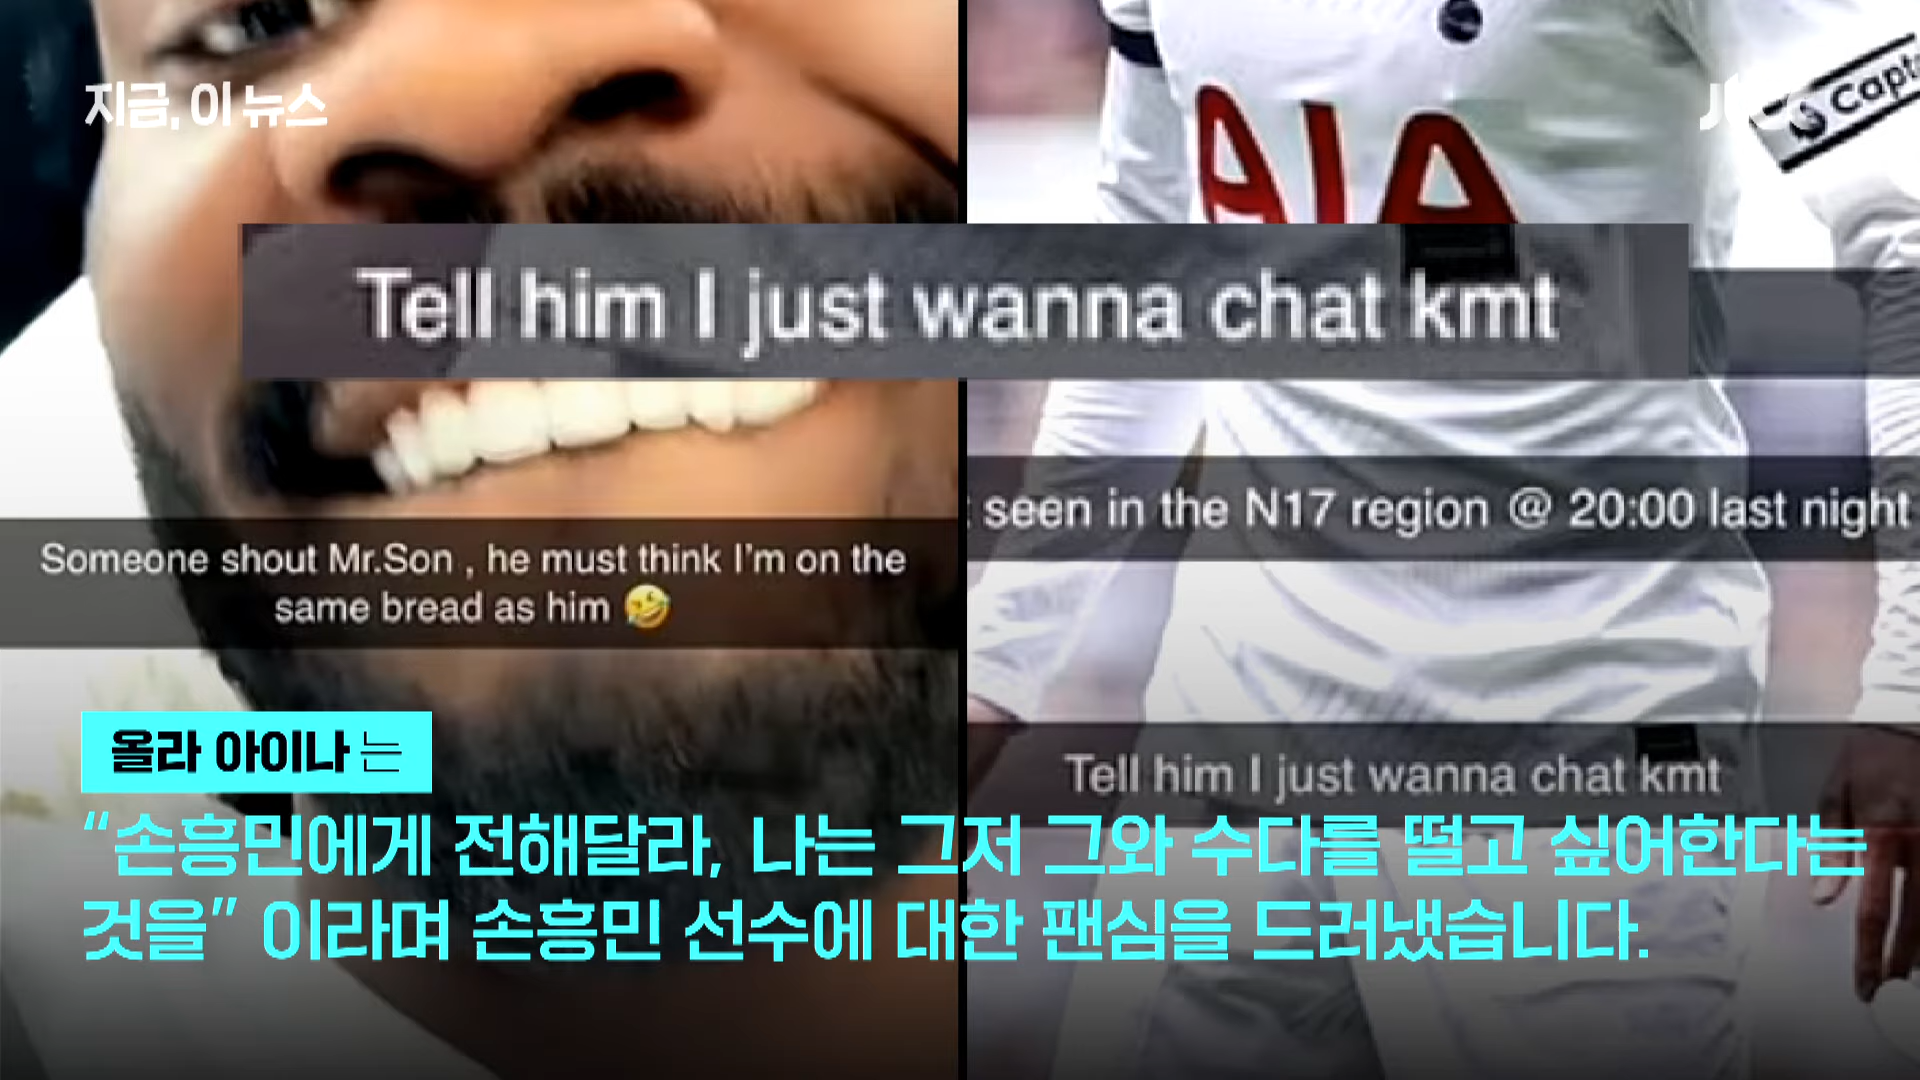 지금, 이 뉴스
Capt
AIA
Tell him I just wanna chat kmt
seen in the N17 region @ 20:00 last night
Someone shout Mr.Son , he must think I'm on the
same bread as him 🤣
Tell him I just wanna chat kmt
올라 아이나 는
“손흥민에게 전해달라, 나는 그저 그와 수다를 떨고 싶어한다는
것을” 이라며 손흥민 선수에 대한 팬심을 드러냈습니다.